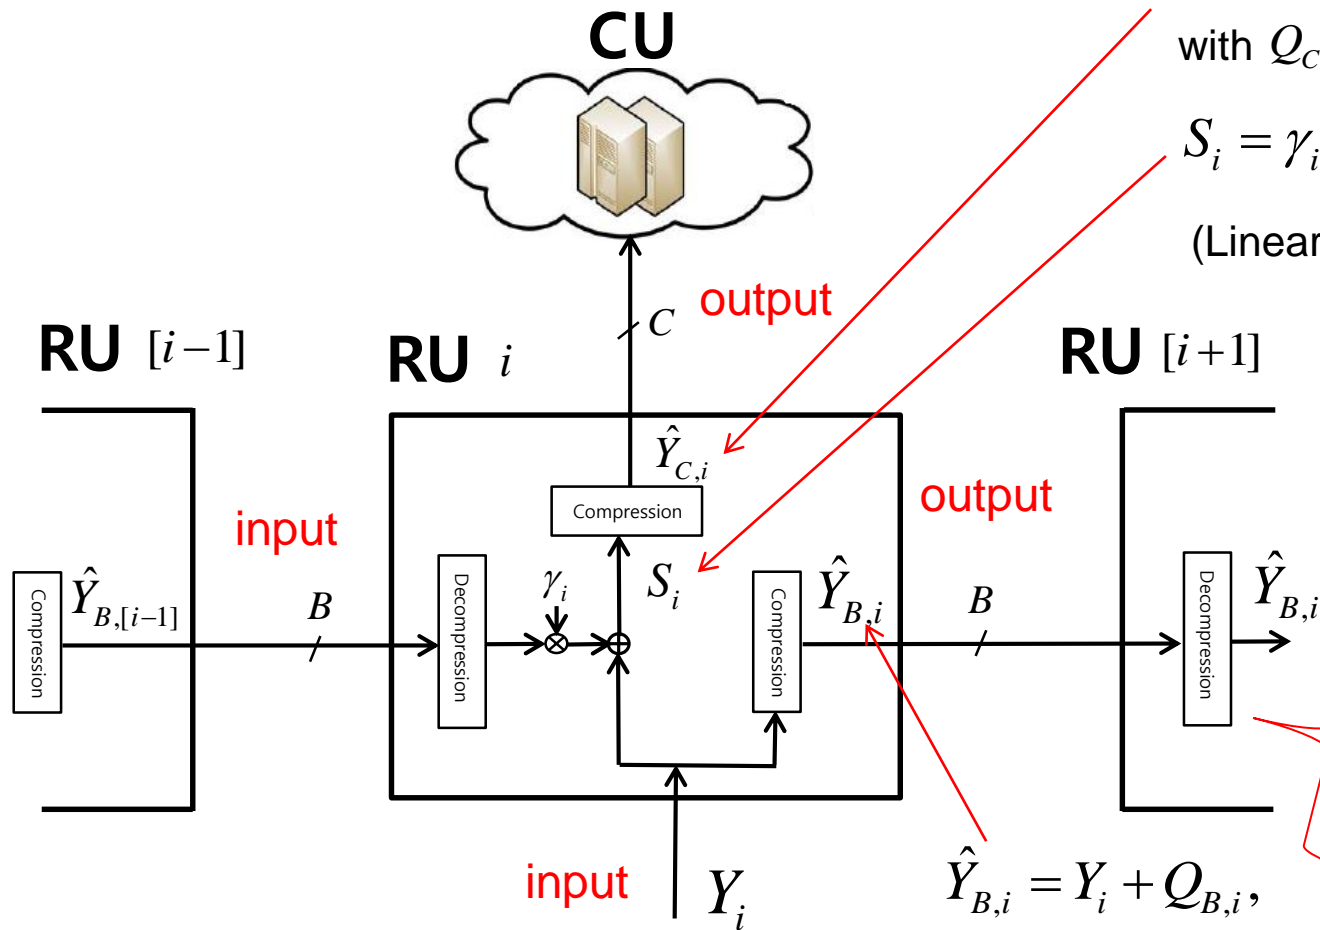 CU
with Q_C
S_i = γ_i
(Linear
output
C
RU [i−1]
RU i
RU [i+1]
Ŷ_{C,i}
Compression
input
output
Compression
Ŷ_{B,[i−1]}
B
Decompression
γ_i
S_i
Compression
Ŷ_{B,i}
B
Decompression
Ŷ_{B,i}
input
Y_i
Ŷ_{B,i} = Y_i + Q_{B,i},